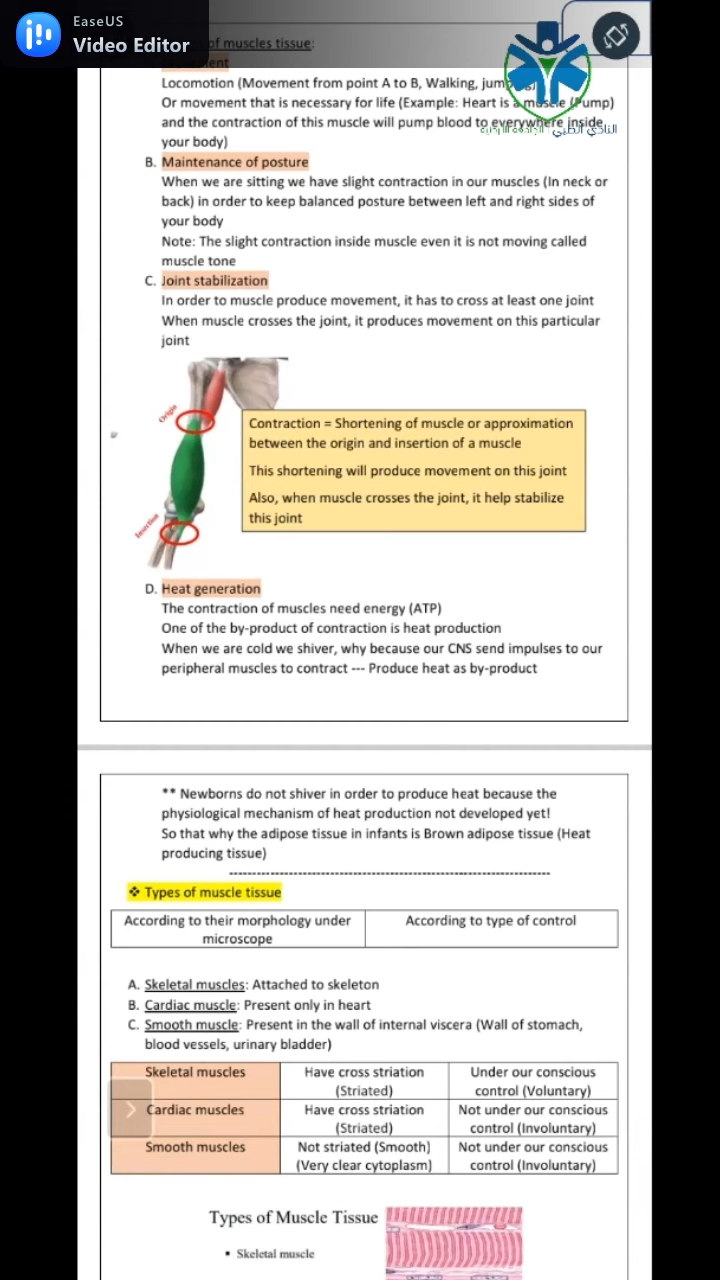 EaseUS
Video Editor
of muscles tissue:
Locomotion (Movement from point A to B, Walking,
Or movement that is necessary for life (Example: Heart is a muscle (Pump)
and the contraction of this muscle will pump blood to everywhere inside
your body)
النادي الطبي الجامعة الأردنية
B. Maintenance of posture
When we are sitting we have slight contraction in our muscles (In neck or
back) in order to keep balanced posture between left and right sides of
your body
Note: The slight contraction inside muscle even it is not moving called
muscle tone
C. Joint stabilization
In order to muscle produce movement, it has to cross at least one joint
When muscle crosses the joint, it produces movement on this particular
joint
Origin
Insertion
Contraction = Shortening of muscle or approximation
between the origin and insertion of a muscle
This shortening will produce movement on this joint
Also, when muscle crosses the joint, it help stabilize
this joint
D. Heat generation
The contraction of muscles need energy (ATP)
One of the by-product of contraction is heat production
When we are cold we shiver, why because our CNS send impulses to our
peripheral muscles to contract --- Produce heat as by-product
** Newborns do not shiver in order to produce heat because the
physiological mechanism of heat production not developed yet!
So that why the adipose tissue in infants is Brown adipose tissue (Heat
producing tissue)
❖ Types of muscle tissue
According to their morphology under
microscope
According to type of control
A. Skeletal muscles: Attached to skeleton
B. Cardiac muscle: Present only in heart
C. Smooth muscle: Present in the wall of internal viscera (Wall of stomach,
blood vessels, urinary bladder)
Skeletal muscles
Have cross striation
(Striated)
Under our conscious
control (Voluntary)
Cardiac muscles
Have cross striation
(Striated)
Not under our conscious
control (Involuntary)
Smooth muscles
Not striated (Smooth)
(Very clear cytoplasm)
Not under our conscious
control (Involuntary)
Types of Muscle Tissue
▪ Skeletal muscle